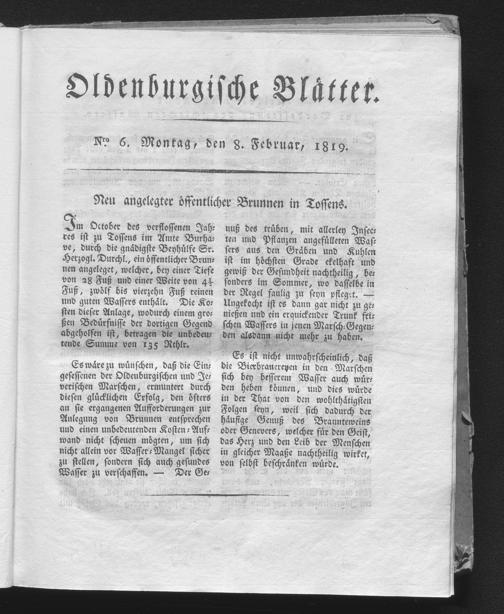 Oldenburgische Blätter.
Nro 6. Montag, den 8. Februar, 1819.
Neu angelegter öffentlicher Brunnen in Tossens.
Im October des verflossenen Jah-
res ist zu Tossens im Amte Burha-
ve, durch die gnädigste Beyhülfe Sr.
Herzogl. Durchl., ein öffentlicher Brun-
nen angeleget, welcher, bey einer Tiefe
von 28 Fuß und einer Weite von 4½
Fuß, zwölf bis vierzehn Fuß reinen
und guten Wassers enthält. Die Ko-
sten dieser Anlage, wodurch einem gro-
ßen Bedürfnisse der dortigen Gegend
abgeholfen ist, betragen die unbedeu-
tende Summe von 135 Rthlr.
Es wäre zu wünschen, daß die Ein-
gesessenen der Oldenburgischen und Je-
verischen Marschen, ermuntert durch
diesen glücklichen Erfolg, den öfters
an sie ergangenen Aufforderungen zur
Anlegung von Brunnen entsprechen
und einen unbedeutenden Kosten-Auf-
wand nicht scheuen mögten, um sich
nicht allein vor Wasser-Mangel sicher
zu stellen, sondern sich auch gesundes
Wasser zu verschaffen. — Der Ge-
nuß des trüben, mit allerley Insec-
ten und Pflanzen angefülleten Was-
sers aus den Gräben und Kuhlen
ist im höchsten Grade ekelhaft und
gewiß der Gesundheit nachtheilig, be-
sonders im Sommer, wo dasselbe in
der Regel faulig zu seyn pfleget. —
Ungekocht ist es dann gar nicht zu ge-
nießen und ein erquickender Trunk fri-
schen Wassers in jenen Marsch-Gegen-
den alsdann nicht mehr zu haben.
Es ist nicht unwahrscheinlich, daß
die Bierbrauereyen in den Marschen
sich bey besserem Wasser auch wür-
den heben können, und dies würde
in der That von den wohlthätigsten
Folgen seyn, weil sich dadurch der
häufige Genuß des Brannteweins
oder Genevers, welcher für den Geist,
das Herz und den Leib der Menschen
in gleicher Maaße nachtheilig wirket,
von selbst beschränken würde.